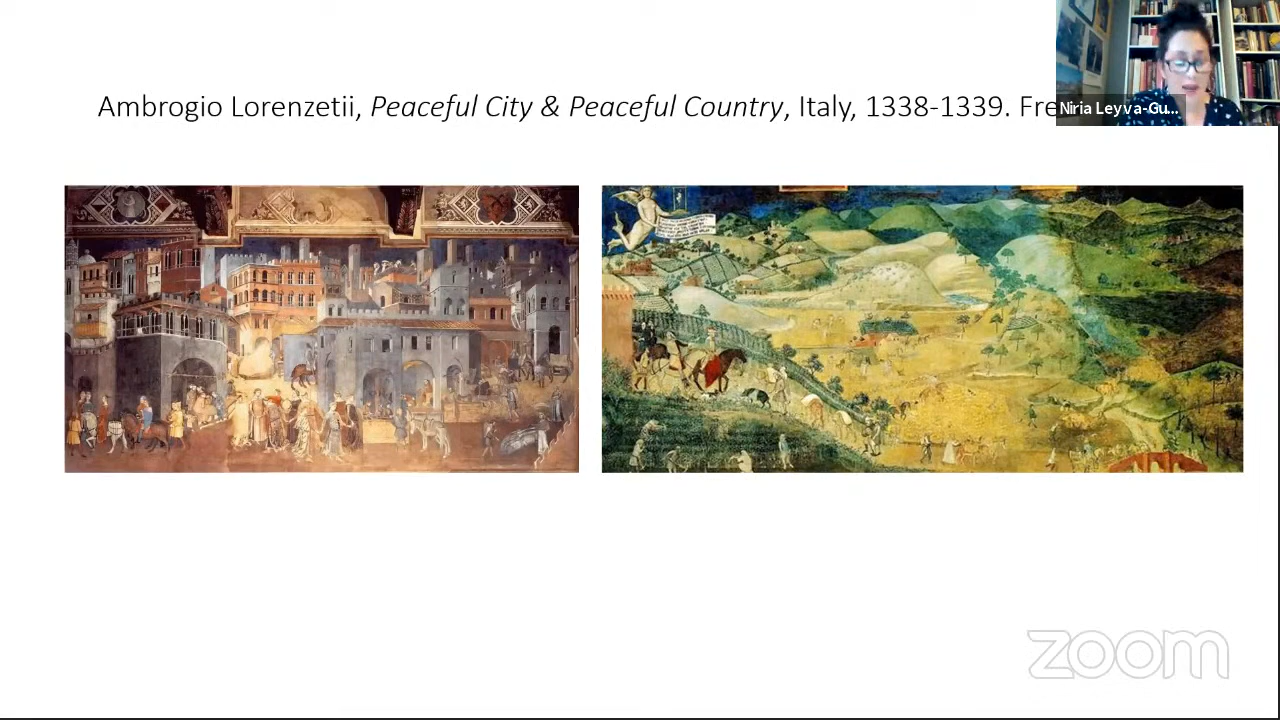 Ambrogio Lorenzetii, Peaceful City & Peaceful Country, Italy, 1338-1339. Fre
Niria Leyva-Gu...
zoom